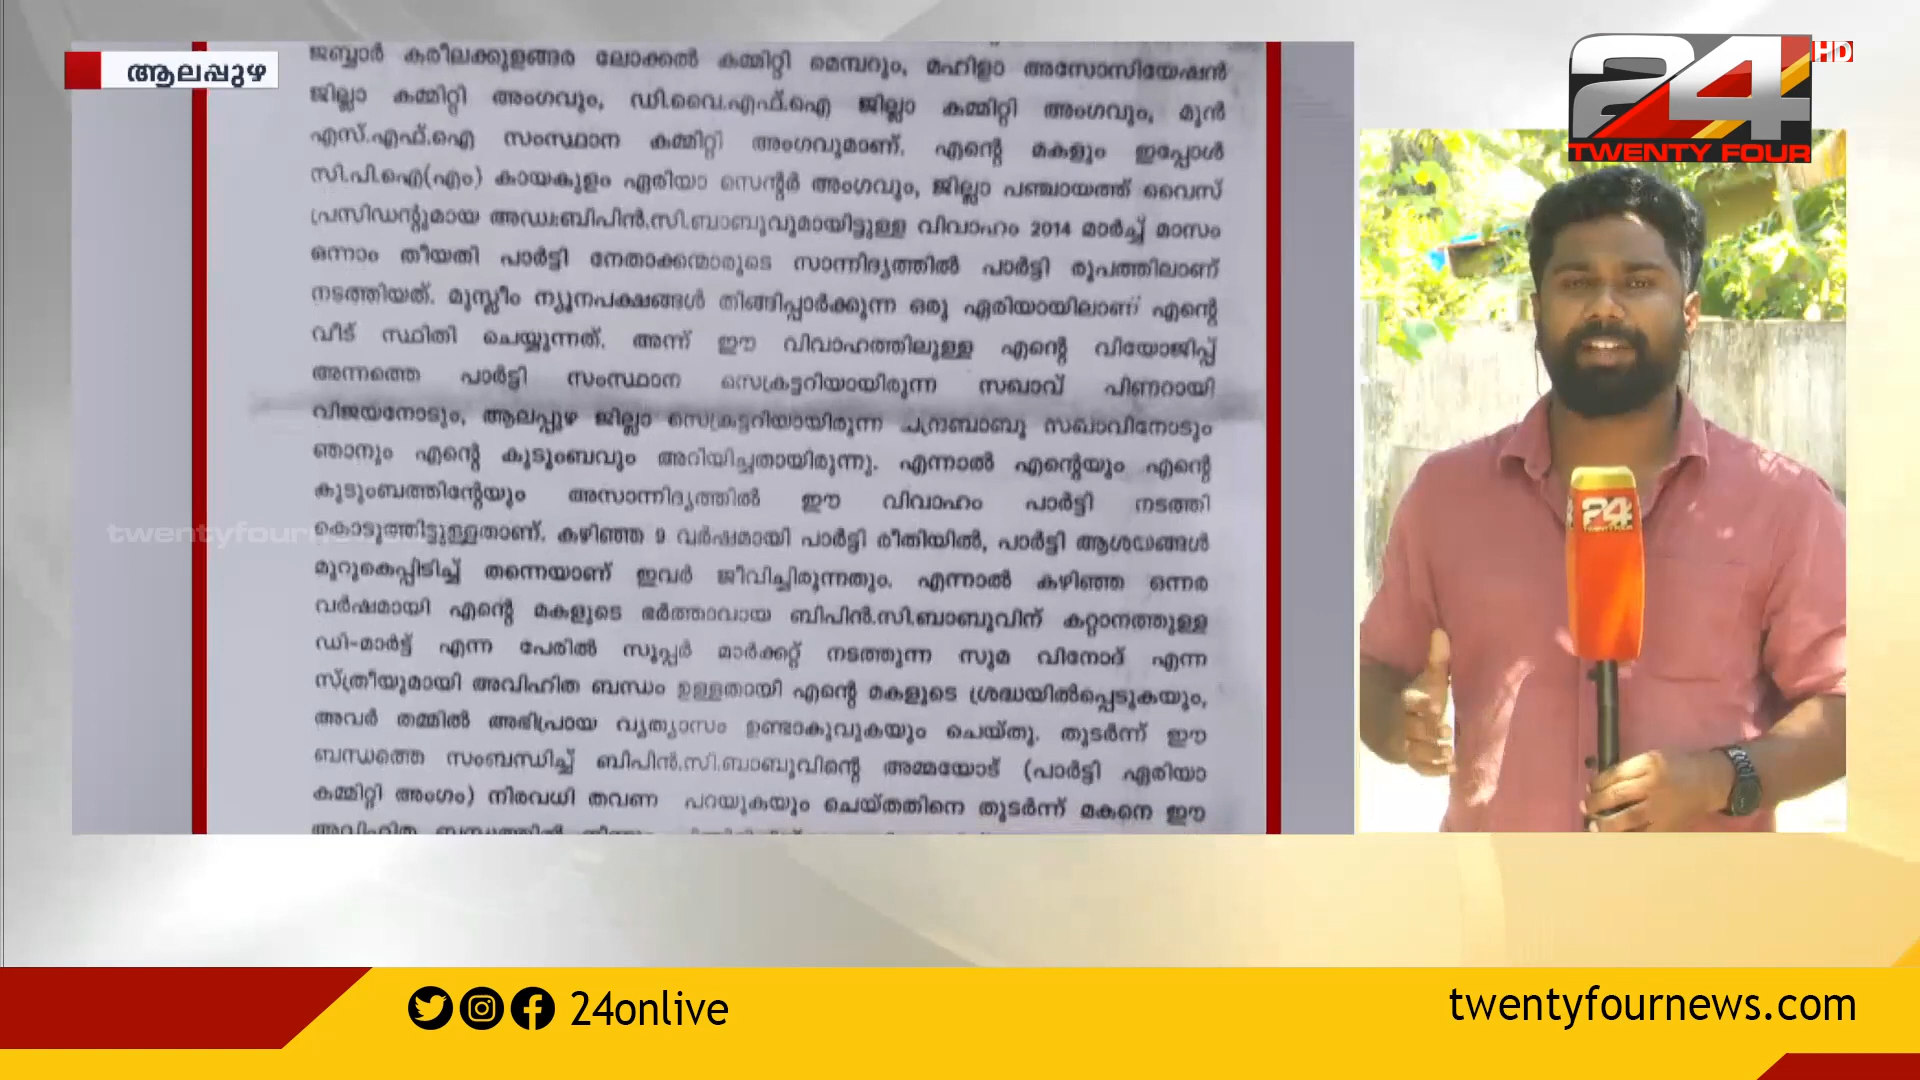 ആലപ്പുഴ
24 HD
TWENTY FOUR
ജബ്ബാർ കരീലക്കുളങ്ങര ലോക്കൽ കമ്മിറ്റി മെമ്പറും, മഹിളാ അസോസിയേഷൻ
ജില്ലാ കമ്മിറ്റി അംഗവും, ഡി.വൈ.എഫ്.ഐ ജില്ലാ കമ്മിറ്റി അംഗവും, മുൻ
എസ്.എഫ്.ഐ സംസ്ഥാന കമ്മിറ്റി അംഗവുമാണ്. എന്റെ മകളും ഇപ്പോൾ
സി.പി.ഐ(എം) കായകുളം ഏരിയാ സെന്റർ അംഗവും, ജില്ലാ പഞ്ചായത്ത് വൈസ്
പ്രസിഡന്റുമായ അഡ്വ:ബിപിൻ.സി.ബാബുവുമായിട്ടുള്ള വിവാഹം 2014 മാർച്ച് മാസം
ഒന്നാം തീയതി പാർട്ടി നേതാക്കന്മാരുടെ സാന്നിദ്യത്തിൽ പാർട്ടി രൂപത്തിലാണ്
നടത്തിയത്. മുസ്ലീം ന്യൂനപക്ഷങ്ങൾ തിങ്ങിപ്പാർക്കുന്ന ഒരു ഏരിയായിലാണ് എന്റെ
വീട് സ്ഥിതി ചെയ്യുന്നത്. അന്ന് ഈ വിവാഹത്തിലുള്ള എന്റെ വിയോജിപ്പ്
അന്നത്തെ പാർട്ടി സംസ്ഥാന സെക്രട്ടറിയായിരുന്ന സഖാവ് പിണറായി
വിജയനോടും, ആലപ്പുഴ ജില്ലാ സെക്രട്ടറിയായിരുന്ന ചന്ദ്രബാബു സഖാവിനോടും
ഞാനും എന്റെ കുടുംബവും അറിയിച്ചതായിരുന്നു. എന്നാൽ എന്റെയും എന്റെ
കുടുംബത്തിന്റേയും അസാന്നിദ്യത്തിൽ ഈ വിവാഹം പാർട്ടി നടത്തി
കൊടുത്തിട്ടുള്ളതാണ്. കഴിഞ്ഞ 9 വർഷമായി പാർട്ടി രീതിയിൽ, പാർട്ടി ആശയങ്ങൾ
മുറുകെപ്പിടിച്ച് തന്നെയാണ് ഇവർ ജീവിച്ചിരുന്നതും. എന്നാൽ കഴിഞ്ഞ ഒന്നര
വർഷമായി എന്റെ മകളുടെ ഭർത്താവായ ബിപിൻ.സി.ബാബുവിന് കറ്റാനത്തുള്ള
ഡി-മാർട്ട് എന്ന പേരിൽ സൂപ്പർ മാർക്കറ്റ് നടത്തുന്ന സുമ വിനോദ് എന്ന
സ്ത്രീയുമായി അവിഹിത ബന്ധം ഉള്ളതായി എന്റെ മകളുടെ ശ്രദ്ധയിൽപ്പെടുകയും,
അവർ തമ്മിൽ അഭിപ്രായ വ്യത്യാസം ഉണ്ടാകുവുകയും ചെയ്തു. തുടർന്ന് ഈ
ബന്ധത്തെ സംബന്ധിച്ച് ബിപിൻ.സി.ബാബുവിന്റെ അമ്മയോട് (പാർട്ടി ഏരിയാ
കമ്മിറ്റി അംഗം) നിരവധി തവണ പറയുകയും ചെയ്തതിനെ തുടർന്ന് മകനെ ഈ
അവിഹിത ബന്ധത്തിൽ
twentyfournews
24
24onlive
twentyfournews.com